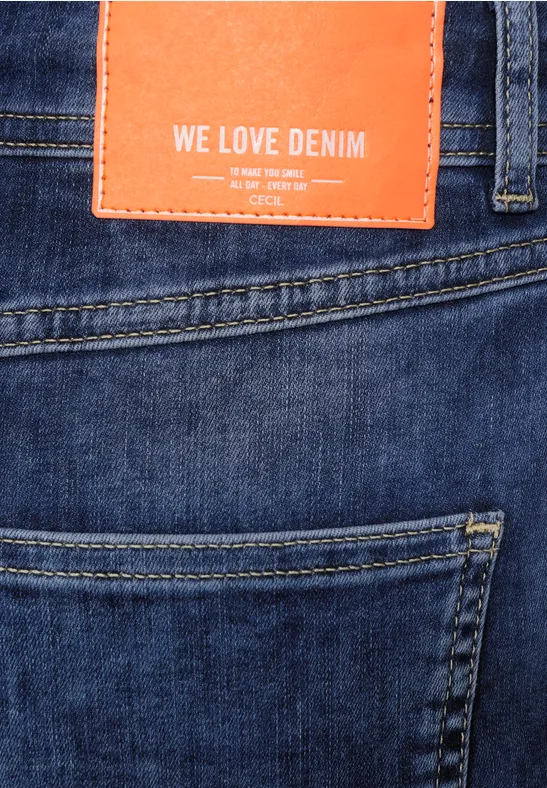 WE LOVE DENIM
TO MAKE YOU SMILE
ALL DAY - EVERY DAY
CECIL